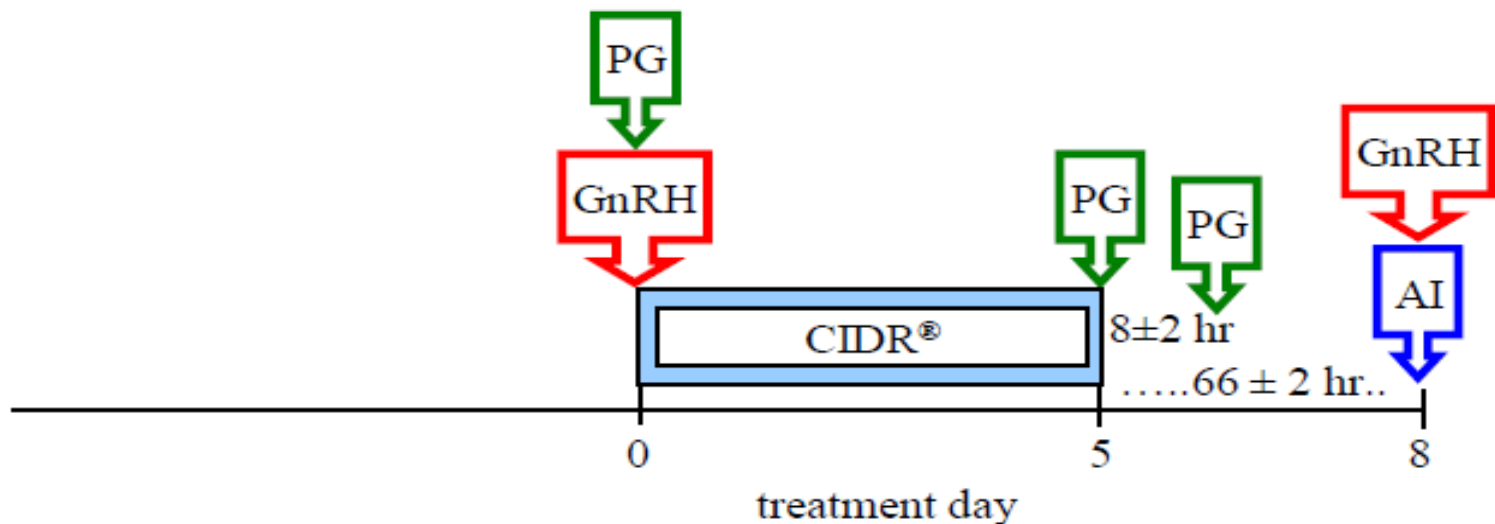 PG
GnRH
GnRH
PG
PG
AI
CIDR®
8±2 hr
.....66 ± 2 hr..
0
5
8
treatment day